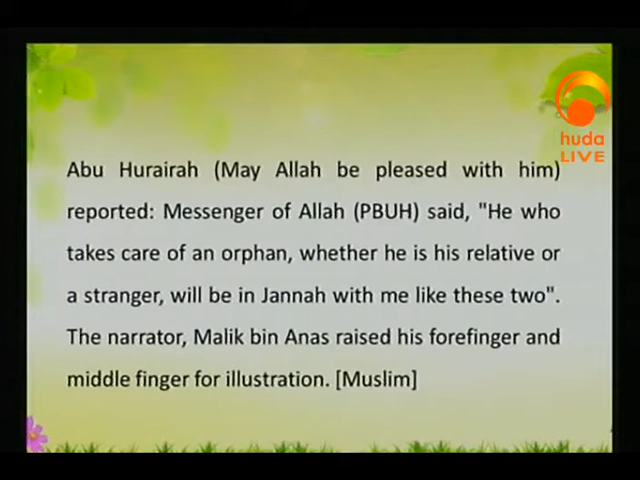 huda
LIVE
Abu Hurairah (May Allah be pleased with him)
reported: Messenger of Allah (PBUH) said, "He who
takes care of an orphan, whether he is his relative or
a stranger, will be in Jannah with me like these two".
The narrator, Malik bin Anas raised his forefinger and
middle finger for illustration. [Muslim]